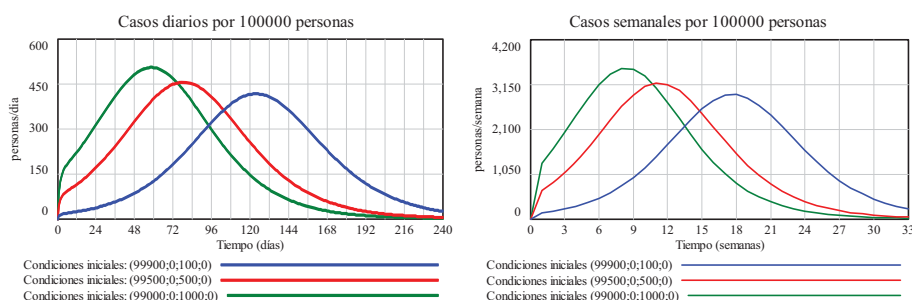 Casos diarios por 100000 personas
600
450
300
150
0
personas/día
0 24 48 72 96 120 144 168 192 216 240
Tiempo (días)
Condiciones iniciales: (99900;0;100;0)
Condiciones iniciales: (99500;0;500;0)
Condiciones iniciales: (99000;0;1000;0)
Casos semanales por 100000 personas
4,200
3,150
2,100
1,050
0
personas/semana
0 3 6 9 12 15 18 21 24 27 30 33
Tiempo (semanas)
Condiciones iniciales (99900;0;100;0)
Condiciones iniciales (99500;0;500;0)
Condiciones iniciales (99000;0;1000;0)